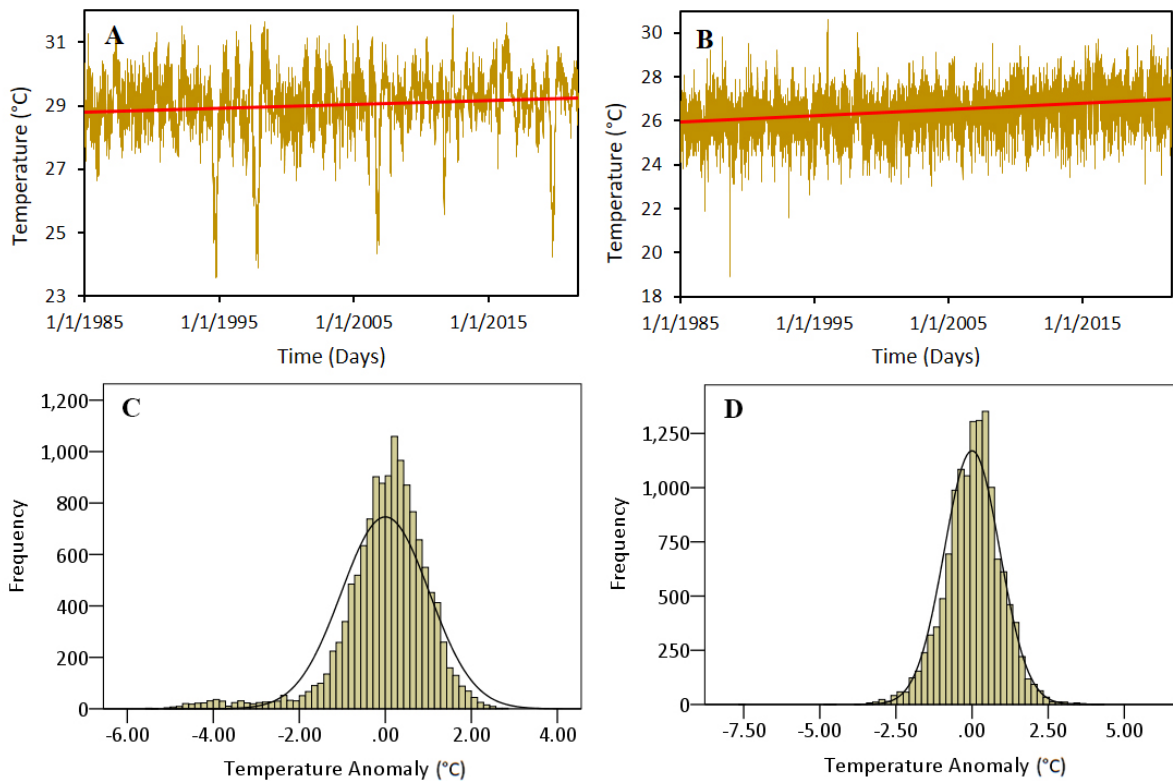 A
Temperature (°C)
31
29
27
25
23
1/1/1985 1/1/1995 1/1/2005 1/1/2015
Time (Days)
B
Temperature (°C)
30
28
26
24
22
20
18
1/1/1985 1/1/1995 1/1/2005 1/1/2015
Time (Days)
C
Frequency
1,200
1,000
800
600
400
200
0
-6.00 -4.00 -2.00 .00 2.00 4.00
Temperature Anomaly (°C)
D
Frequency
1,250
1,000
750
500
250
0
-7.50 -5.00 -2.50 .00 2.50 5.00
Temperature Anomaly (°C)